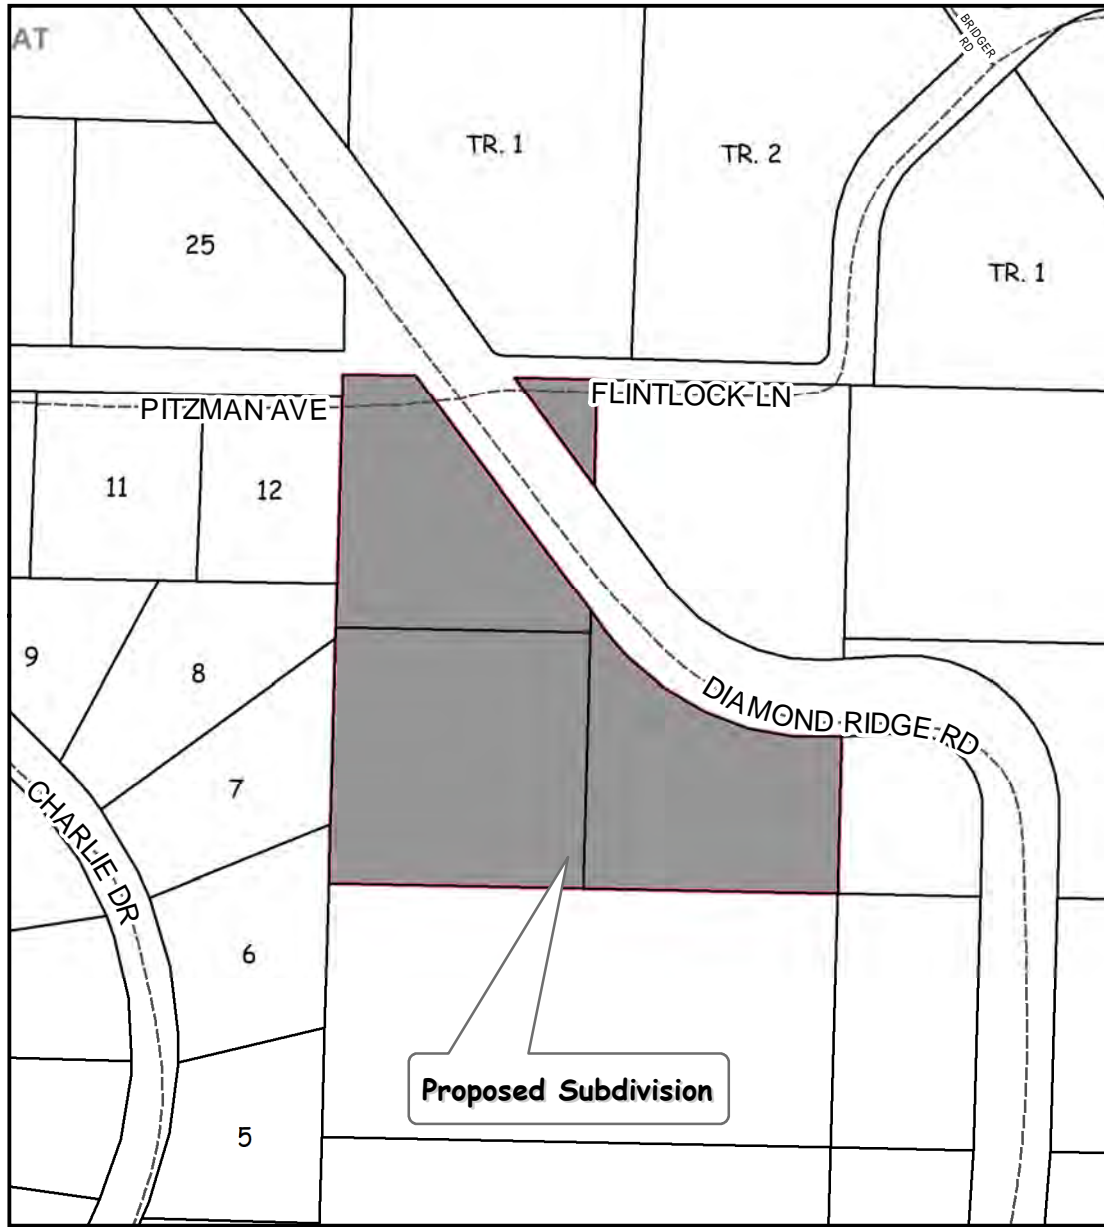 AT
BRIDGER
RD
TR. 1
TR. 2
25
TR. 1
PITZMAN AVE
FLINTLOCK LN
11
12
9
8
DIAMOND RIDGE RD
7
CHARLIE DR
6
Proposed Subdivision
5